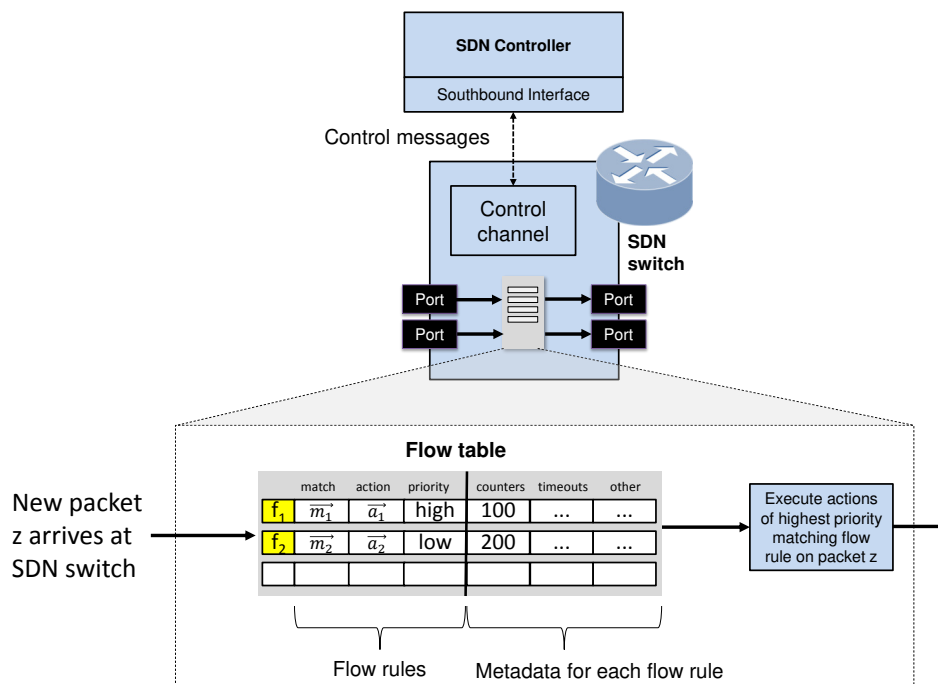 SDN Controller
Southbound Interface
Control messages
Control
channel
SDN
switch
Port
Port
Port
Port
Flow table
match action priority counters timeouts other
f₁ m₁ a₁ high 100 ... ...
f₂ m₂ a₂ low 200 ... ...
New packet
z arrives at
SDN switch
Execute actions
of highest priority
matching flow
rule on packet z
Flow rules
Metadata for each flow rule